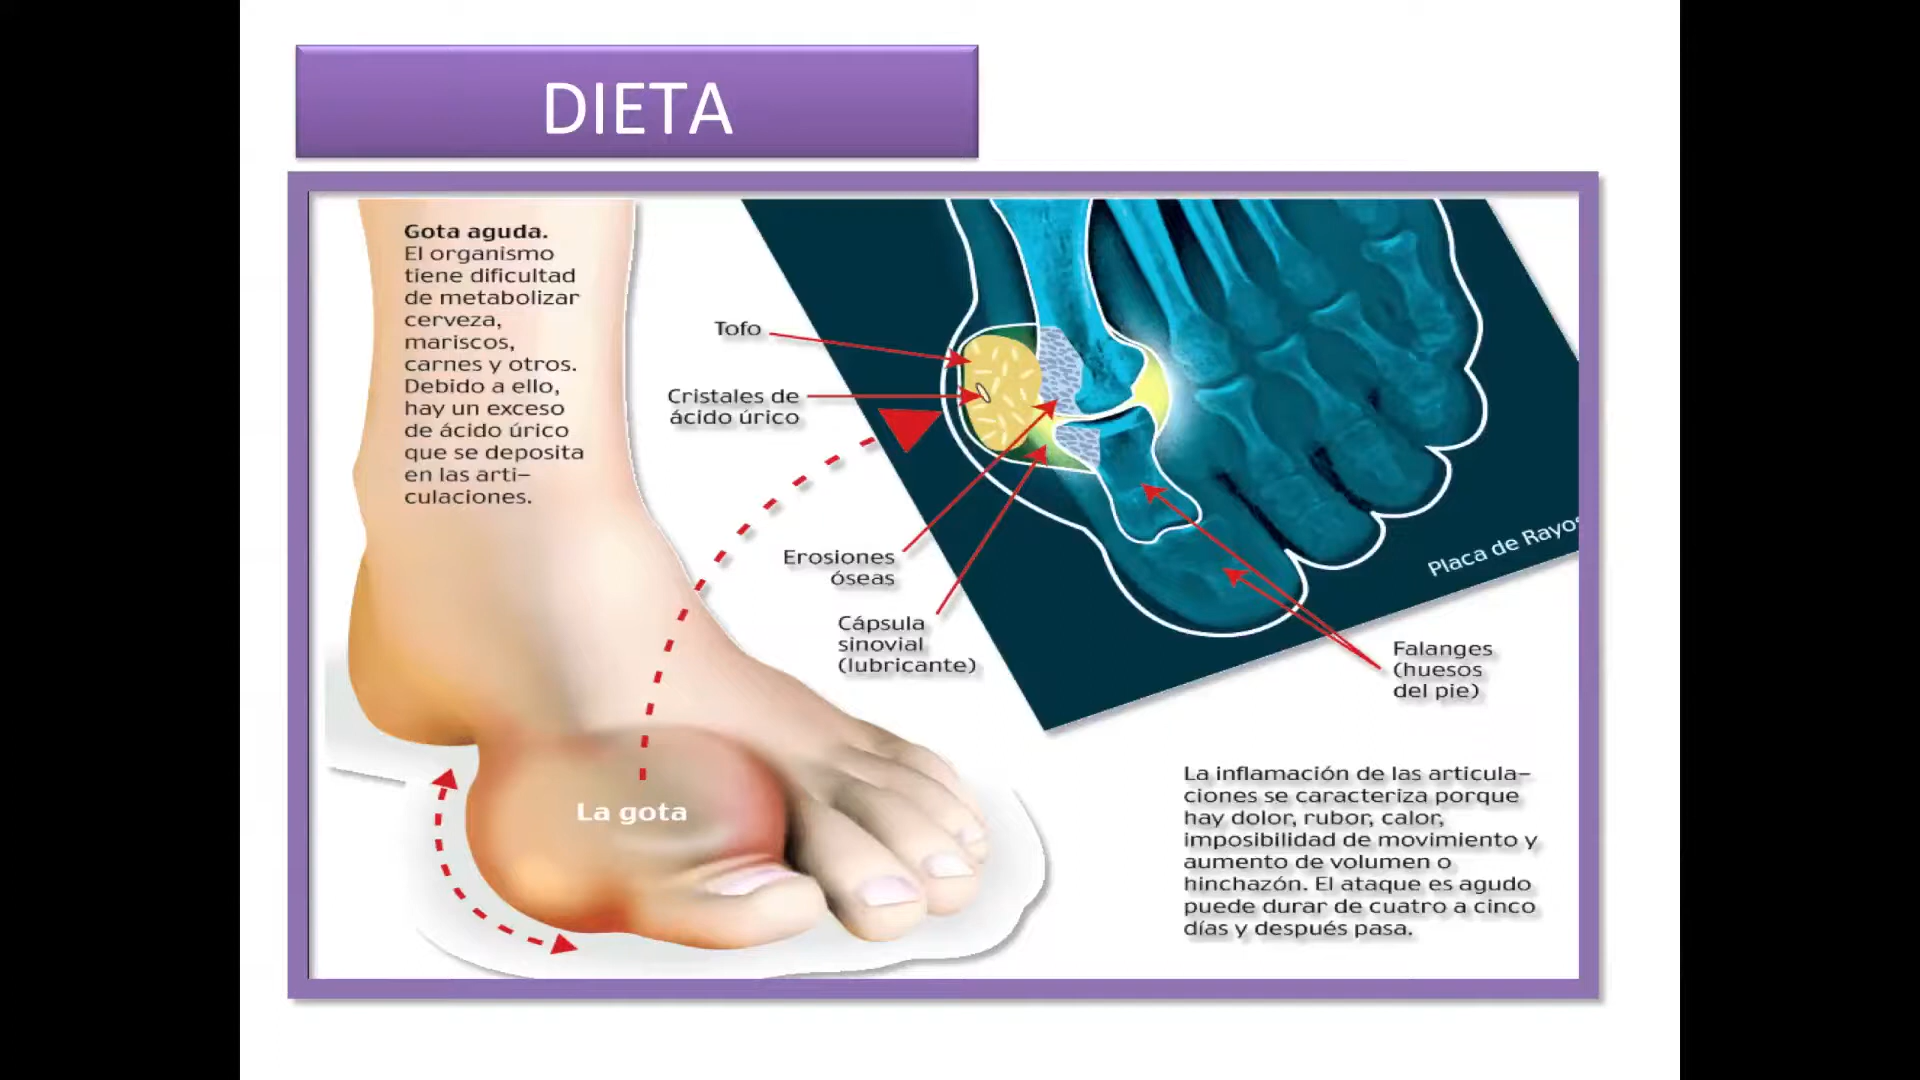 DIETA
Gota aguda.
El organismo
tiene dificultad
de metabolizar
cerveza,
mariscos,
carnes y otros.
Debido a ello,
hay un exceso
de ácido úrico
que se deposita
en las arti-
culaciones.
Tofo
Cristales de
ácido úrico
Erosiones
óseas
Cápsula
sinovial
(lubricante)
Placa de Rayos
Falanges
(huesos
del pie)
La gota
La inflamación de las articula-
ciones se caracteriza porque
hay dolor, rubor, calor,
imposibilidad de movimiento y
aumento de volumen o
hinchazón. El ataque es agudo
puede durar de cuatro a cinco
días y después pasa.